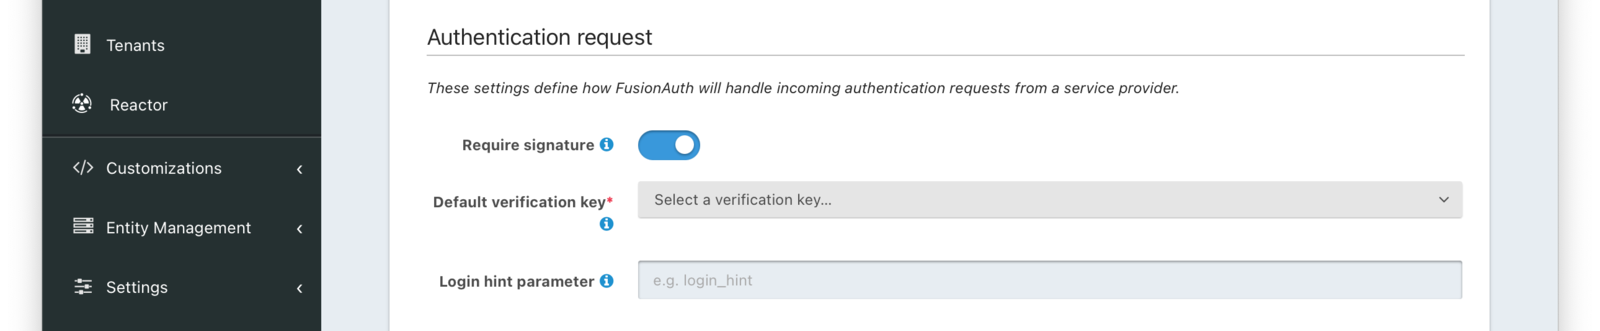 Tenants
Reactor
Customizations
Entity Management
Settings
Authentication request
These settings define how FusionAuth will handle incoming authentication requests from a service provider.
Require signature
Default verification key*
Select a verification key...
Login hint parameter
e.g. login_hint